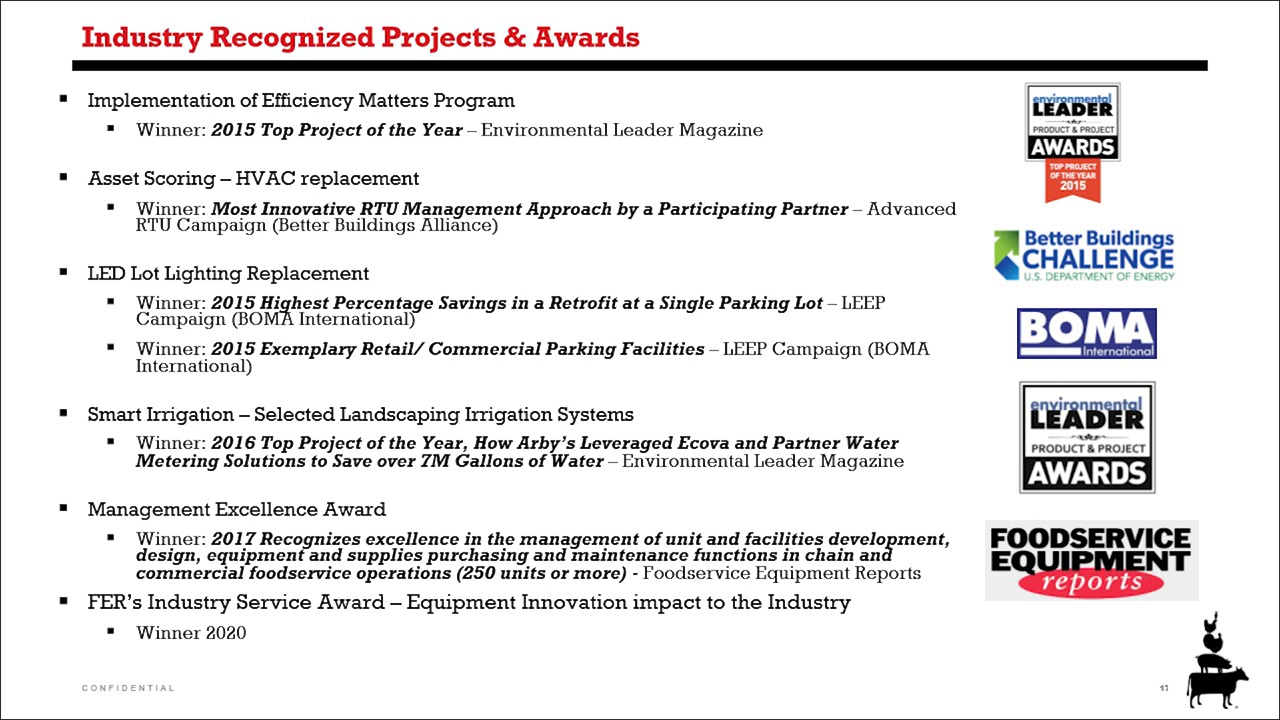 Industry Recognized Projects & Awards
▪ Implementation of Efficiency Matters Program
▪ Winner: 2015 Top Project of the Year – Environmental Leader Magazine
▪ Asset Scoring – HVAC replacement
▪ Winner: Most Innovative RTU Management Approach by a Participating Partner – Advanced
RTU Campaign (Better Buildings Alliance)
▪ LED Lot Lighting Replacement
▪ Winner: 2015 Highest Percentage Savings in a Retrofit at a Single Parking Lot – LEEP
Campaign (BOMA International)
▪ Winner: 2015 Exemplary Retail/ Commercial Parking Facilities – LEEP Campaign (BOMA
International)
▪ Smart Irrigation – Selected Landscaping Irrigation Systems
▪ Winner: 2016 Top Project of the Year, How Arby's Leveraged Ecova and Partner Water
Metering Solutions to Save over 7M Gallons of Water – Environmental Leader Magazine
▪ Management Excellence Award
▪ Winner: 2017 Recognizes excellence in the management of unit and facilities development,
design, equipment and supplies purchasing and maintenance functions in chain and
commercial foodservice operations (250 units or more) - Foodservice Equipment Reports
▪ FER's Industry Service Award – Equipment Innovation impact to the Industry
▪ Winner 2020
environmental
LEADER
PRODUCT & PROJECT
AWARDS
TOP PROJECT
OF THE YEAR
2015
Better Buildings
CHALLENGE
U.S. DEPARTMENT OF ENERGY
BOMA
International
environmental
LEADER
PRODUCT & PROJECT
AWARDS
FOODSERVICE
EQUIPMENT
reports
CONFIDENTIAL